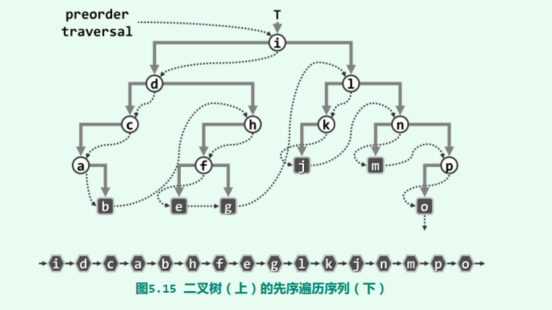 preorder
traversal
T
i
d
l
c
h
k
n
a
f
j
m
p
b
e
g
o
i d c a b h f e g l k j n m p o
图5.15 二叉树（上）的先序遍历序列（下）